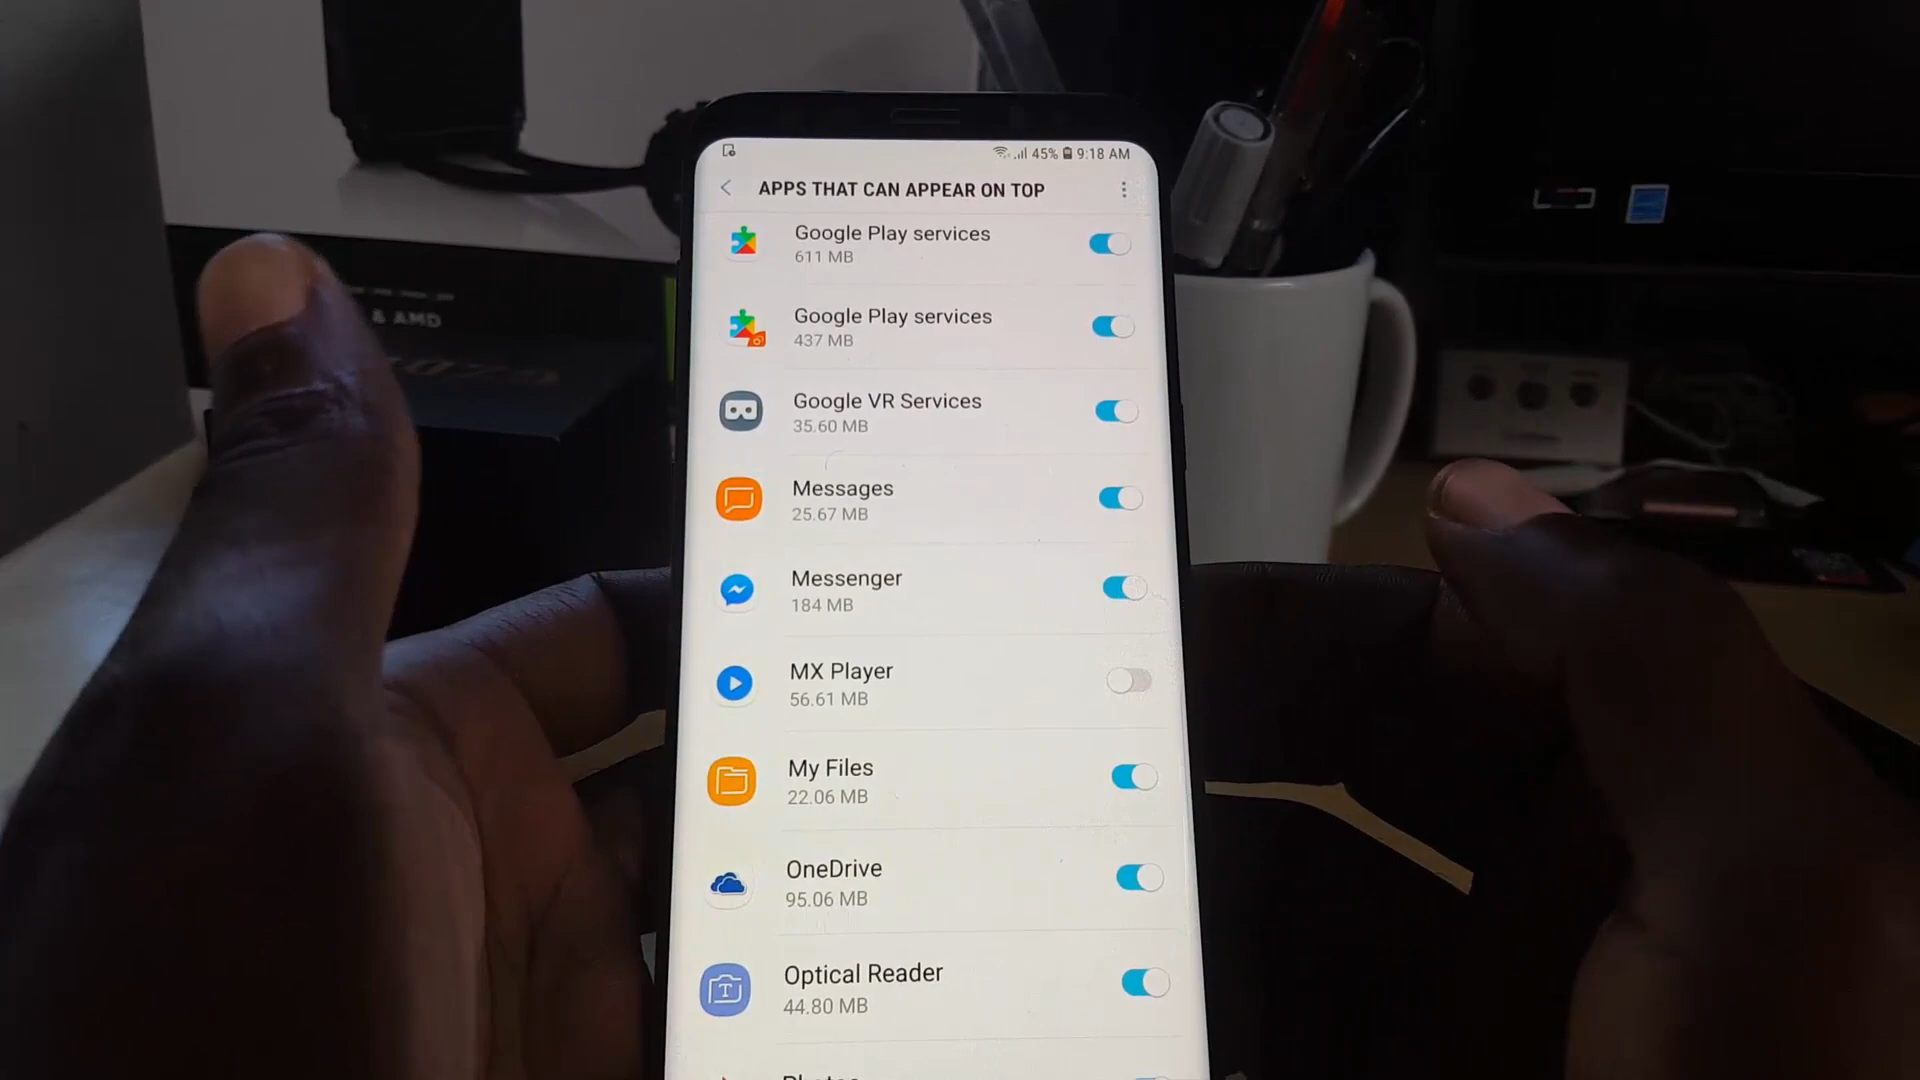 45% 9:18 AM
APPS THAT CAN APPEAR ON TOP
Google Play services
611 MB
Google Play services
437 MB
Google VR Services
35.60 MB
Messages
25.67 MB
Messenger
184 MB
MX Player
56.61 MB
My Files
22.06 MB
OneDrive
95.06 MB
T
Optical Reader
44.80 MB
& AMD